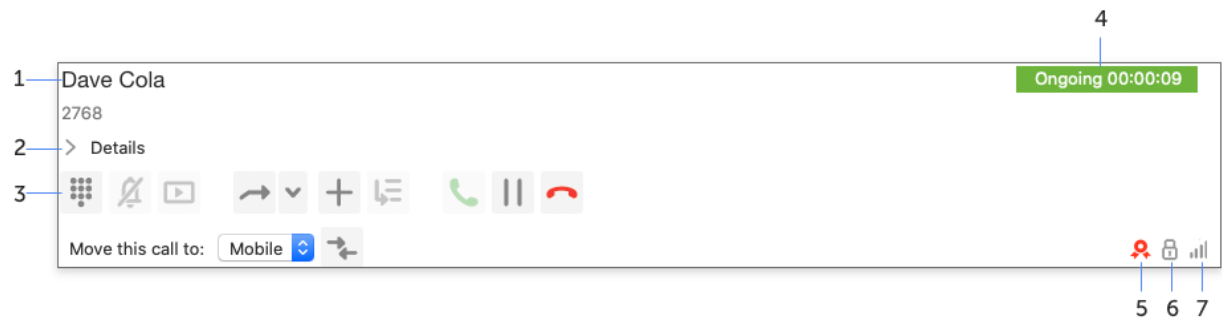 4
1 Dave Cola Ongoing 00:00:09
2768
2 Details
3
Move this call to: Mobile
5 6 7